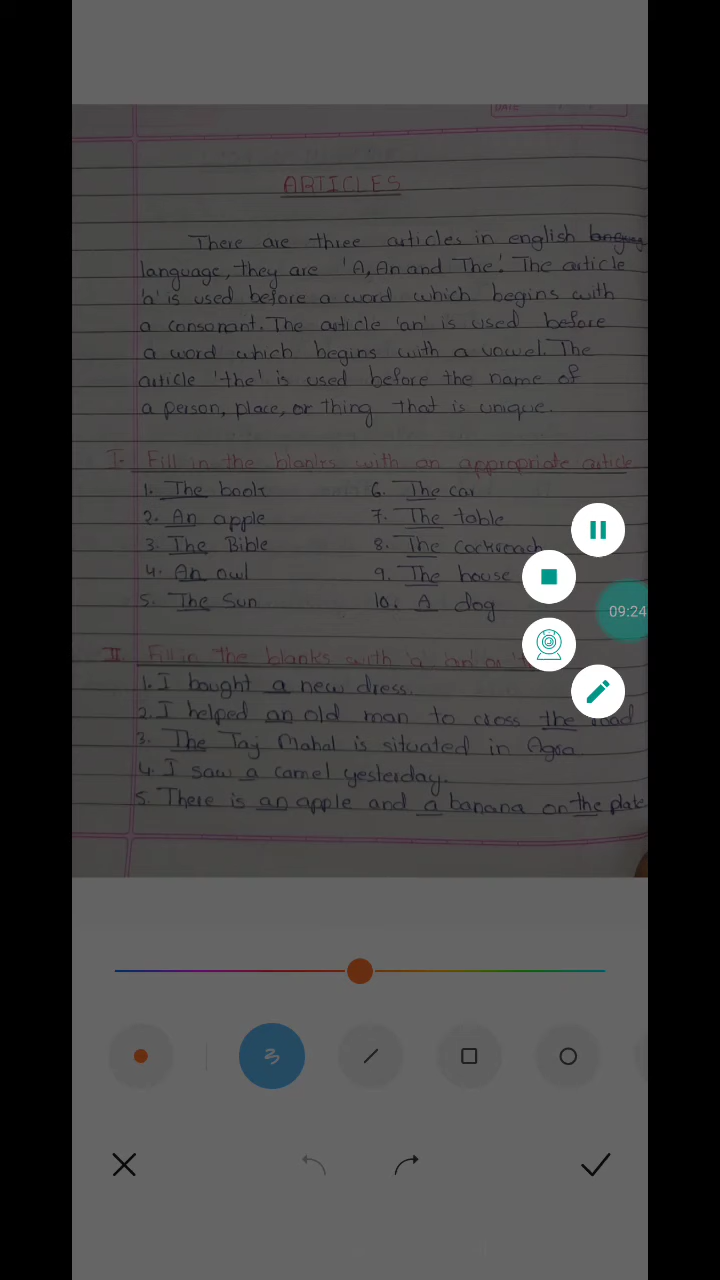 DATE
ARTICLES
There are three articles in english
language, they are 'A, An and The'. The article
'a' is used before a word which begins with
a consonant. The article 'an' is used before
a word which begins with a vowel. The
article 'the' is used before the name of
a person, place, or thing that is unique.
I. Fill in the blanks with an appropriate article
1. The book
2. An apple
3. The Bible
4. An owl
5. The Sun
6. The car
7. The table
8. The cockroach
9. The house
10. A dog
09:24
II Fill in the blanks with 'a' 'an' or
1. I bought a new dress.
2. I helped an old man to cross the road
3. The Taj Mahal is situated in Agra
4. I saw a camel yesterday.
5. There is an apple and a banana on the plate